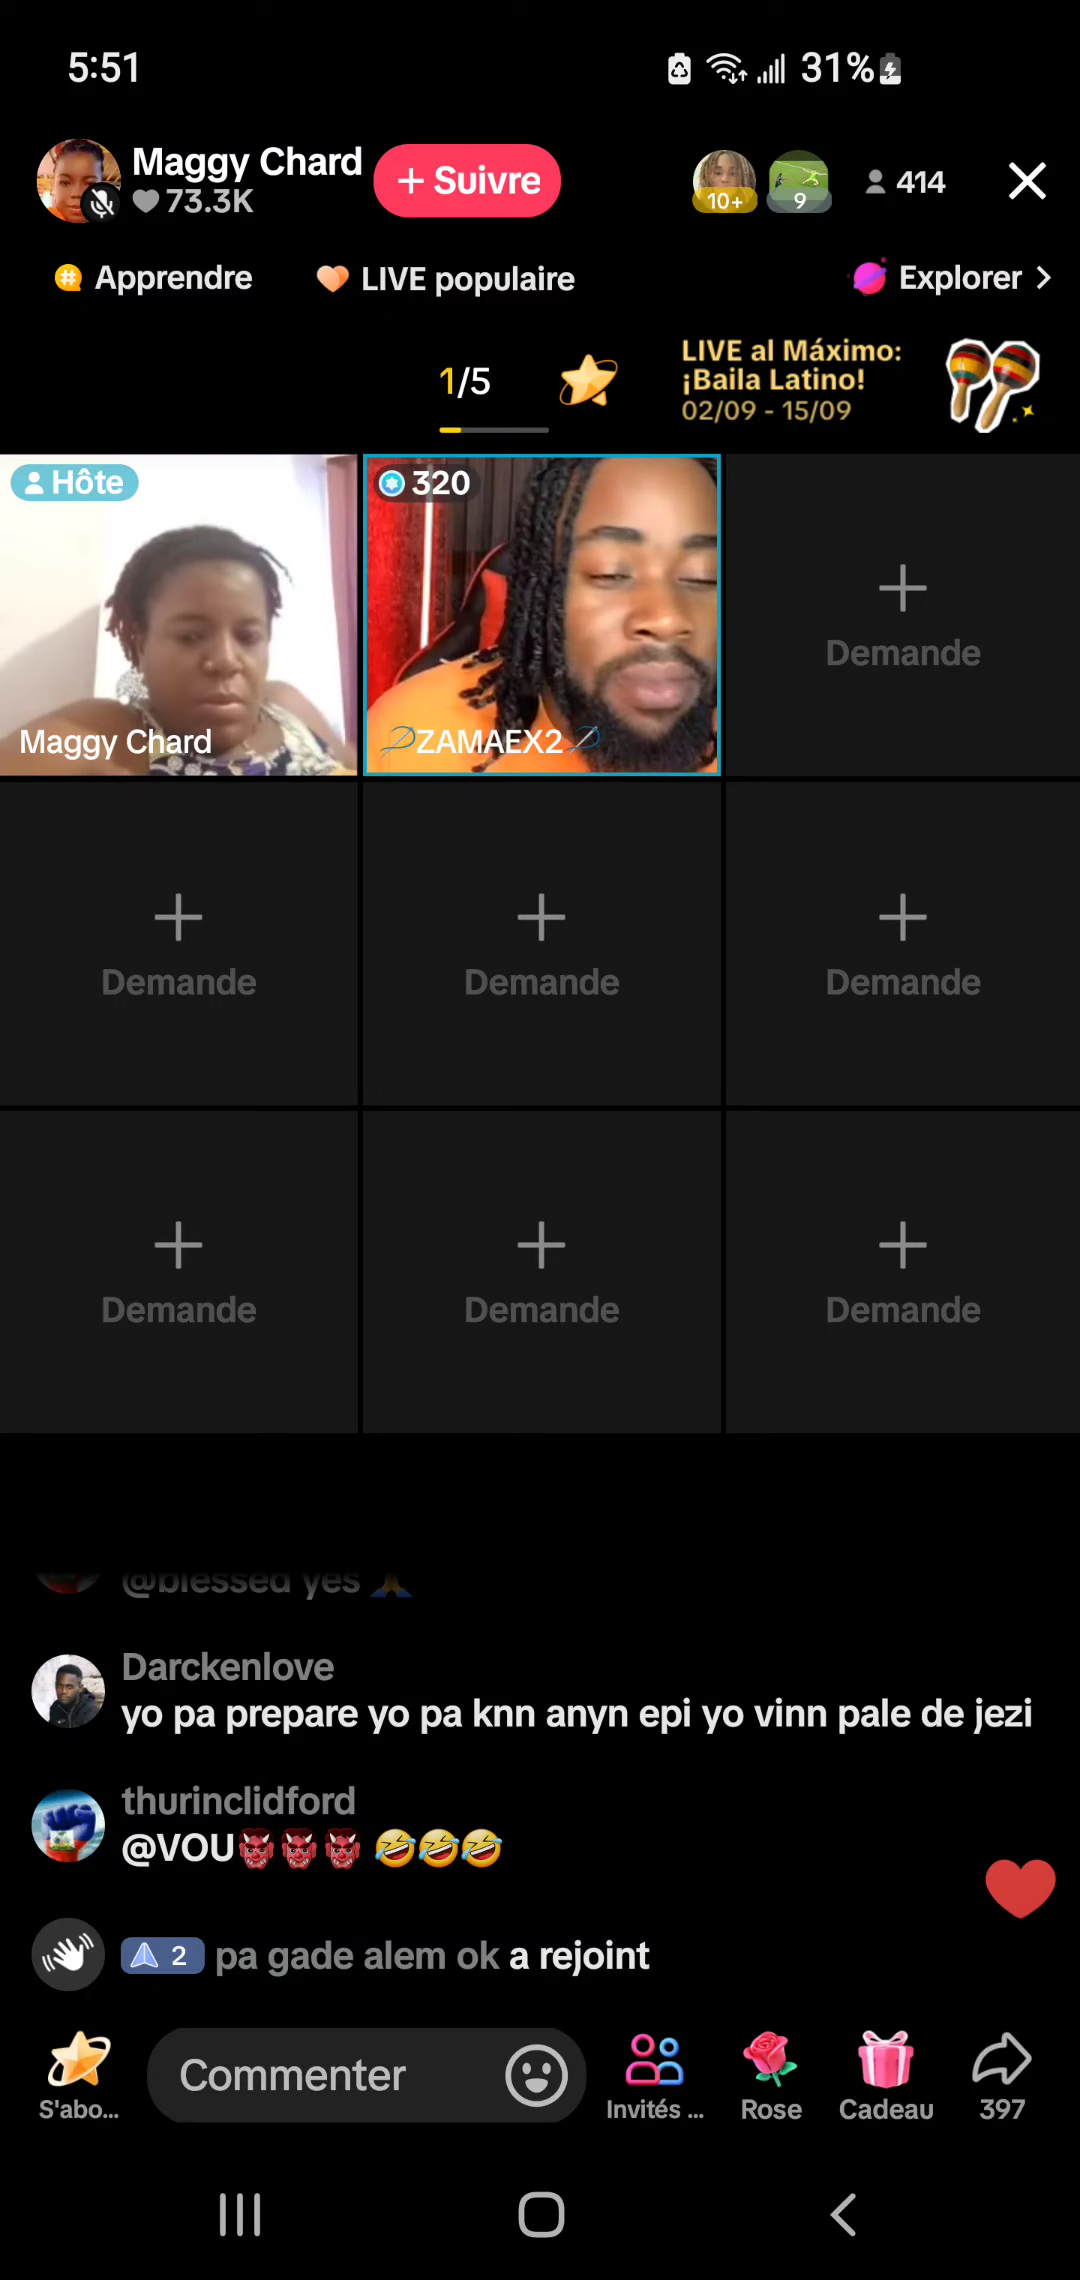 5:51
31%
Maggy Chard
73.3K
+ Suivre
10+
9
414
Apprendre
LIVE populaire
Explorer
1/5
LIVE al Máximo:
¡Baila Latino!
02/09 - 15/09
Hôte
320
Maggy Chard
ZAMAEX2
Demande
Demande
Demande
Demande
Demande
Demande
Demande
@blessed yes 🙏
Darckenlove
yo pa prepare yo pa knn anyn epi yo vinn pale de jezi
thurinclidford
@VOU👹👹👹 🤣🤣🤣
2 pa gade alem ok a rejoint
S'abo...
Commenter
Invités ...
Rose
Cadeau
397